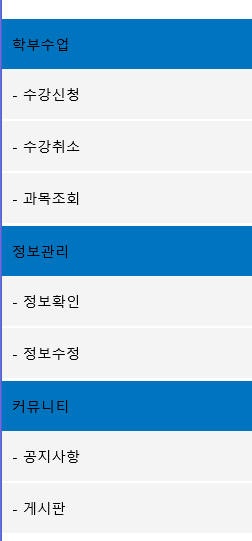 학부수업
- 수강신청
- 수강취소
- 과목조회
정보관리
- 정보확인
- 정보수정
커뮤니티
- 공지사항
- 게시판